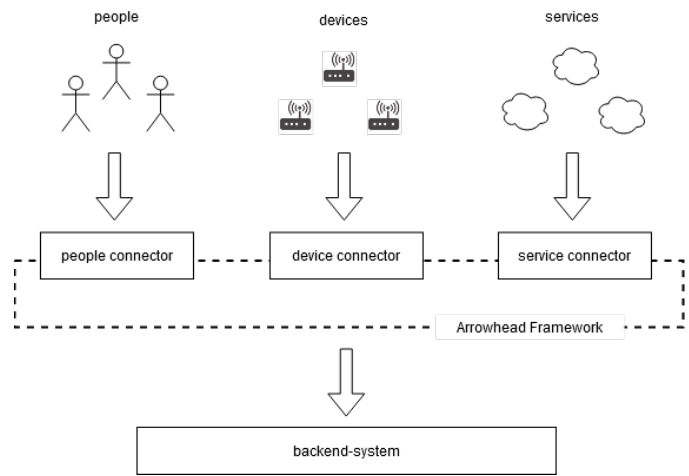 people
devices
services
people connector
device connector
service connector
Arrowhead Framework
backend-system